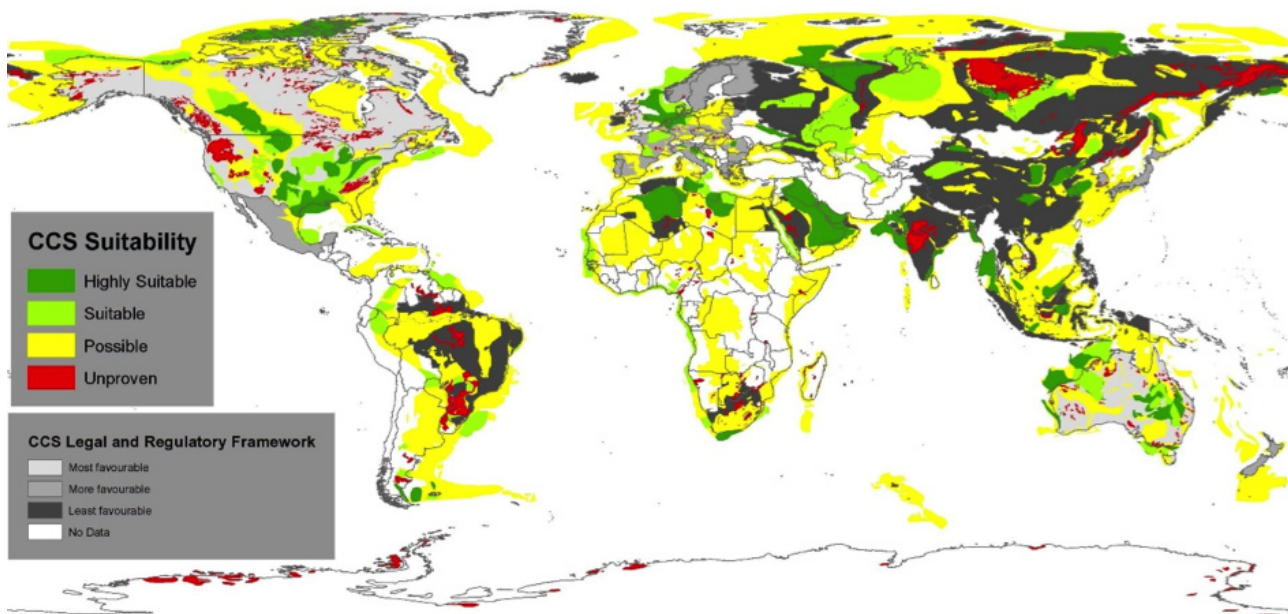 CCS Suitability
Highly Suitable
Suitable
Possible
Unproven
CCS Legal and Regulatory Framework
Most favourable
More favourable
Least favourable
No Data